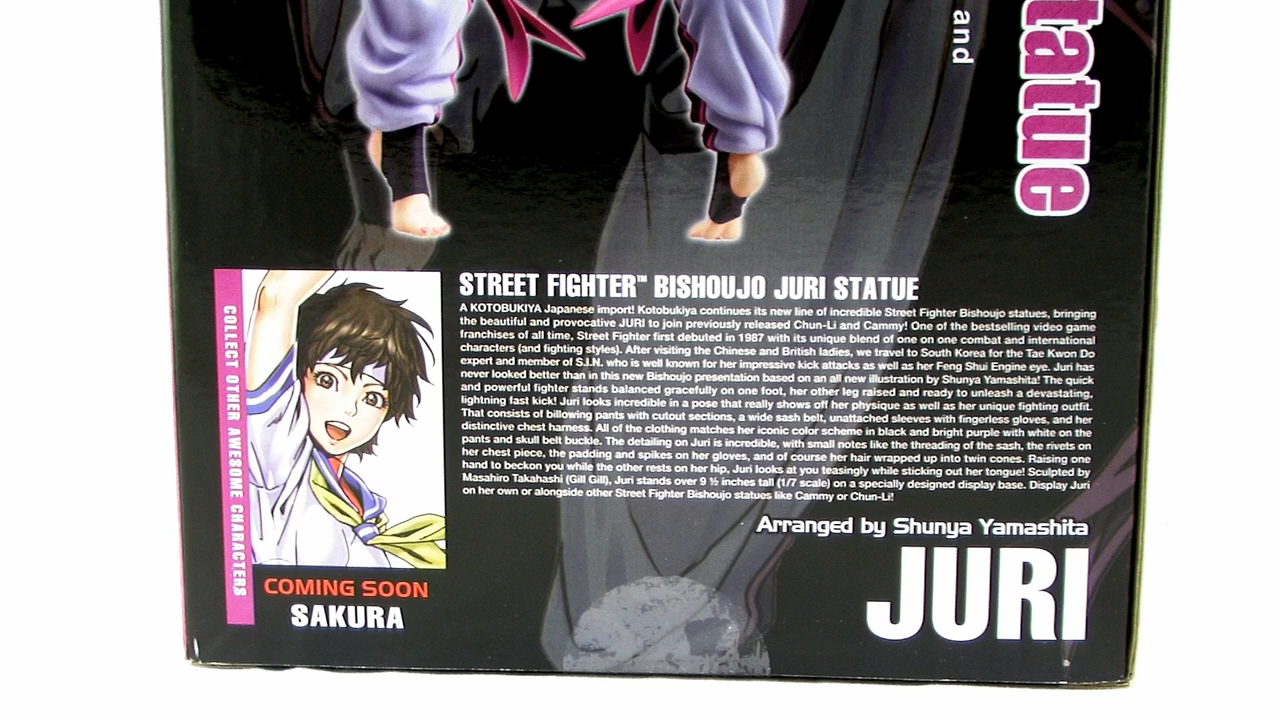 and
tatue
COLLECT OTHER AWESOME CHARACTERS
COMING SOON
SAKURA
STREET FIGHTER™ BISHOUJO JURI STATUE
A KOTOBUKIYA Japanese import! Kotobukiya continues its new line of incredible Street Fighter Bishoujo statues, bringing
the beautiful and provocative JURI to join previously released Chun-Li and Cammy! One of the bestselling video game
franchises of all time, Street Fighter first debuted in 1987 with its unique blend of one on one combat and international
characters (and fighting styles). After visiting the Chinese and British ladies, we travel to South Korea for the Tae Kwon Do
expert and member of S.I.N. who is well known for her impressive kick attacks as well as her Feng Shui Engine eye. Juri has
never looked better than in this new Bishoujo presentation based on an all new illustration by Shunya Yamashita! The quick
and powerful fighter stands balanced gracefully on one foot, her other leg raised and ready to unleash a devastating,
lightning fast kick! Juri looks incredible in a pose that really shows off her physique as well as her unique fighting outfit.
That consists of billowing pants with cutout sections, a wide sash belt, unattached sleeves with fingerless gloves, and her
distinctive chest harness. All of the clothing matches her iconic color scheme in black and bright purple with white on the
pants and skull belt buckle. The detailing on Juri is incredible, with small notes like the threading of the sash, the rivets on
her chest piece, the padding and spikes on her gloves, and of course her hair wrapped up into twin cones. Raising one
hand to beckon you while the other rests on her hip, Juri looks at you teasingly while sticking out her tongue! Sculpted by
Masahiro Takahashi (Gill Gill), Juri stands over 9 ½ inches tall (1/7 scale) on a specially designed display base. Display Juri
on her own or alongside other Street Fighter Bishoujo statues like Cammy or Chun-Li!
Arranged by Shunya Yamashita
JURI